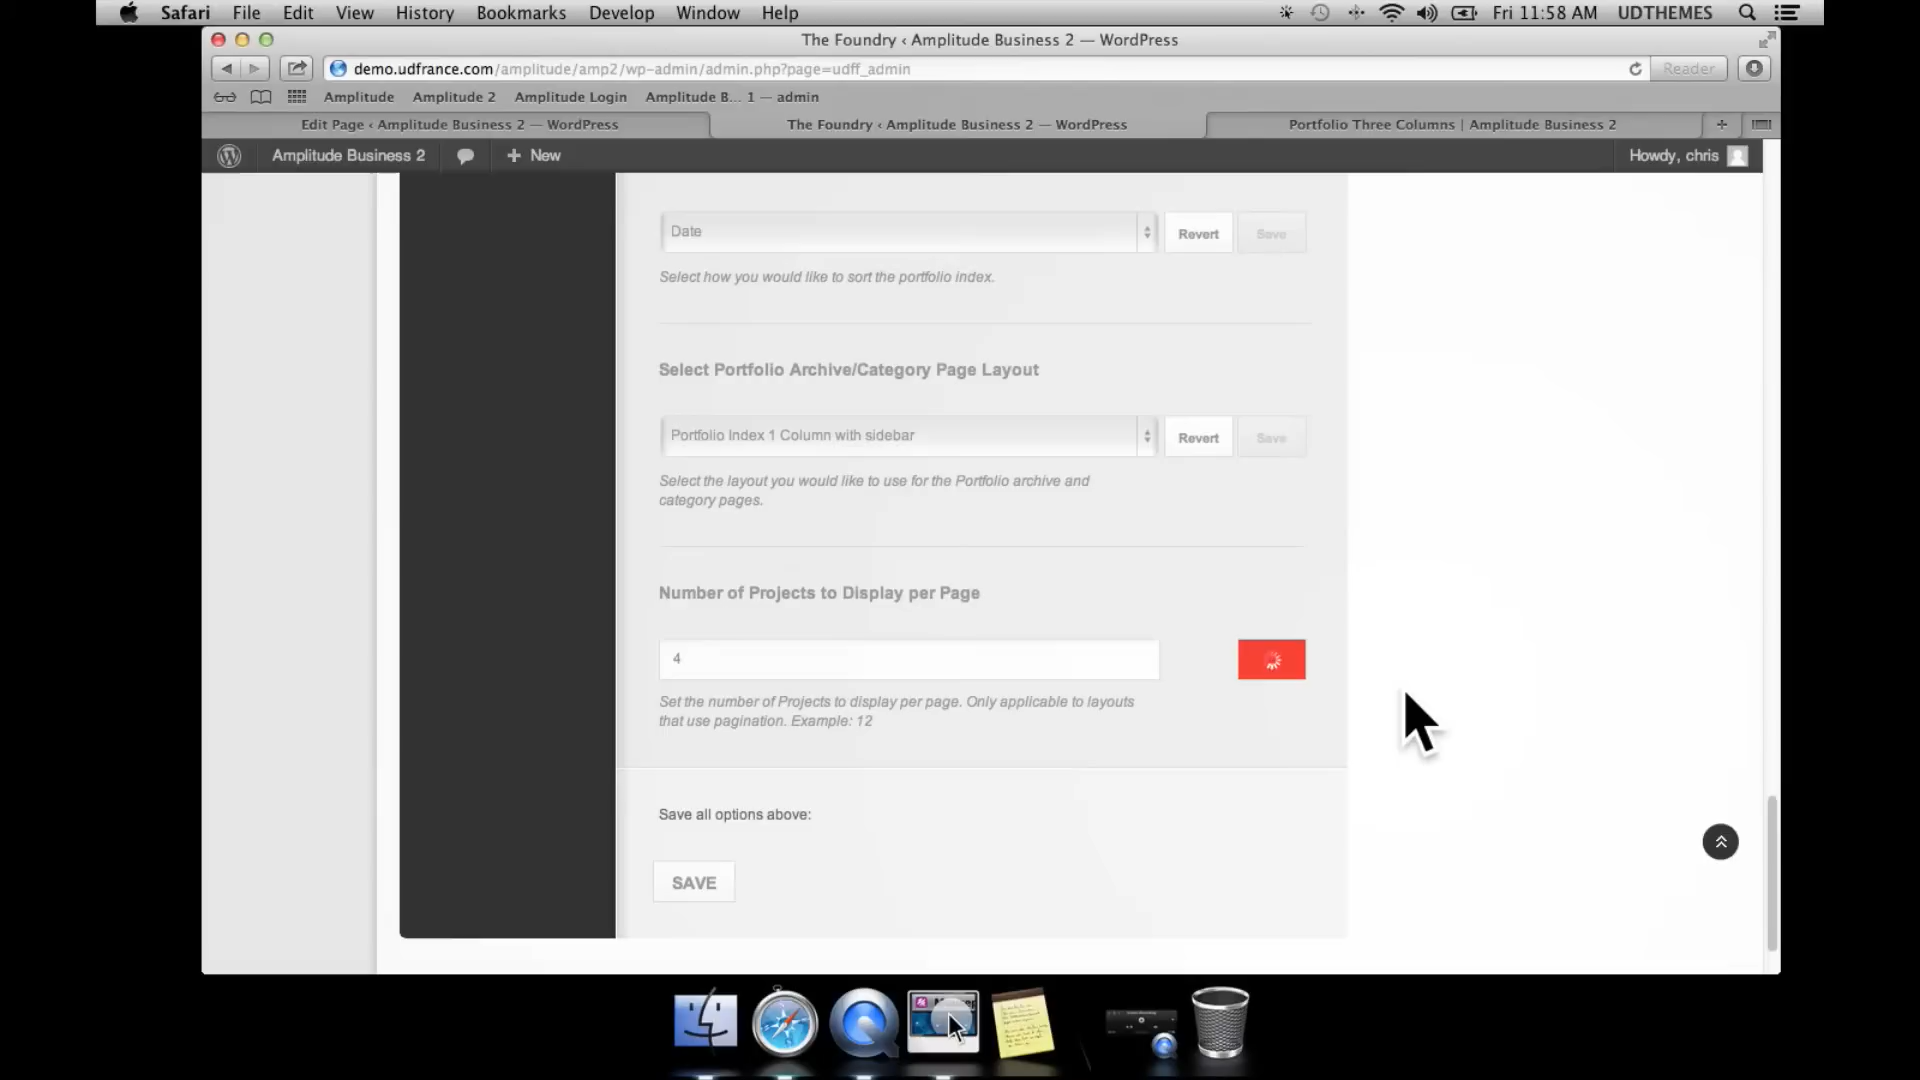 Safari File Edit View History Bookmarks Develop Window Help Fri 11:58 AM UDTHEMES
The Foundry ‹ Amplitude Business 2 — WordPress
demo.udfrance.com/amplitude/amp2/wp-admin/admin.php?page=udff_admin Reader
Amplitude Amplitude 2 Amplitude Login Amplitude B... 1 — admin
Edit Page ‹ Amplitude Business 2 — WordPress The Foundry ‹ Amplitude Business 2 — WordPress Portfolio Three Columns | Amplitude Business 2
Amplitude Business 2 + New Howdy, chris
Date Revert Save
Select how you would like to sort the portfolio index.
Select Portfolio Archive/Category Page Layout
Portfolio Index 1 Column with sidebar Revert Save
Select the layout you would like to use for the Portfolio archive and
category pages.
Number of Projects to Display per Page
4
Set the number of Projects to display per page. Only applicable to layouts
that use pagination. Example: 12
Save all options above:
SAVE